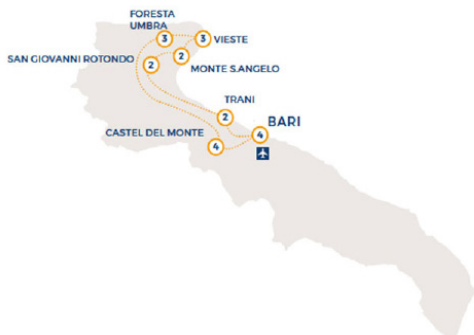 FORESTA
UMBRA
3
3
VIESTE
SAN GIOVANNI ROTONDO
2
2
MONTE S.ANGELO
TRANI
2
BARI
CASTEL DEL MONTE
4
4